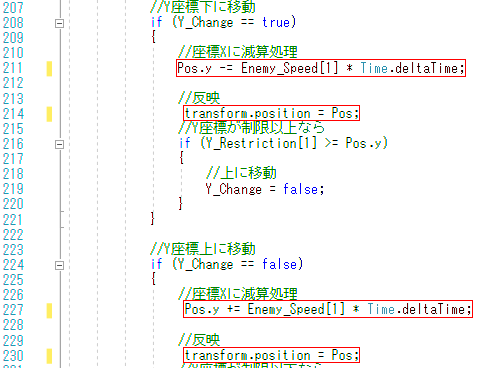 207 //Y座標下に移動
208 if (Y_Change == true)
209 {
210 //座標Xに減算処理
211 Pos.y -= Enemy_Speed[1] * Time.deltaTime;
212
213 //反映
214 transform.position = Pos;
215 //Y座標が制限以上なら
216 if (Y_Restriction[1] >= Pos.y)
217 {
218 //上に移動
219 Y_Change = false;
220 }
221 }
222
223 //Y座標上に移動
224 if (Y_Change == false)
225 {
226 //座標Xに減算処理
227 Pos.y += Enemy_Speed[1] * Time.deltaTime;
228
229 //反映
230 transform.position = Pos;